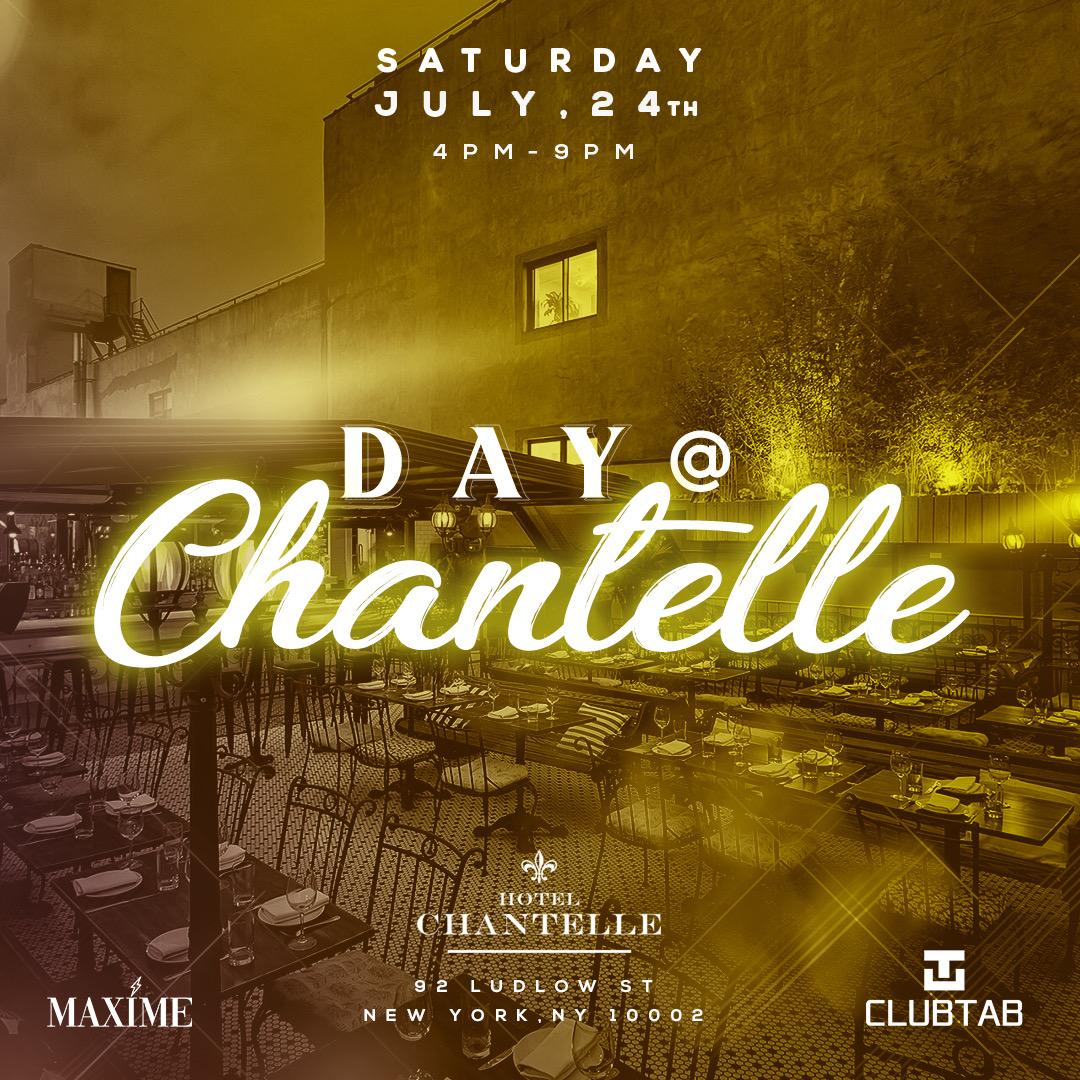 SATURDAY
JULY,24TH
4PM-9PM
DAY@
Chantelle
HOTEL
CHANTELLE
92 LUDLOW ST
NEW YORK,NY 10002
MAXIME
CLUBTAB